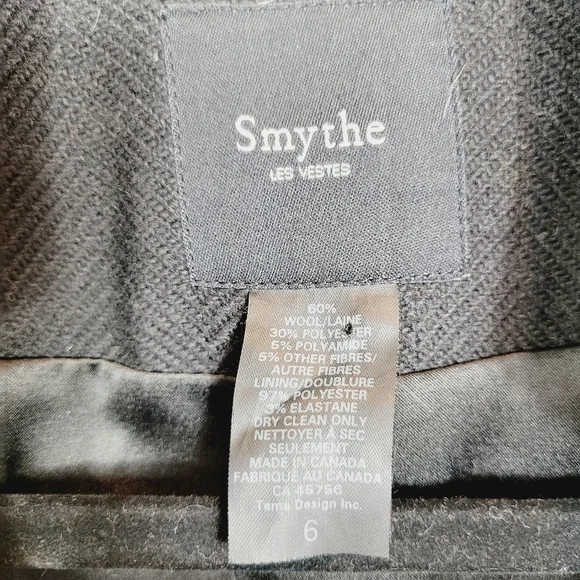 Smythe
LES VESTES
60%
WOOL/LAINE
30% POLYESTER
5% POLYAMIDE
5% OTHER FIBRES/
AUTRE FIBRES
LINING/DOUBLURE
97% POLYESTER
3% ELASTANE
DRY CLEAN ONLY
NETTOYER À SEC
SEULEMENT
MADE IN CANADA
FABRIQUE AU CANADA
CA 45756
Tama Design Inc.
6